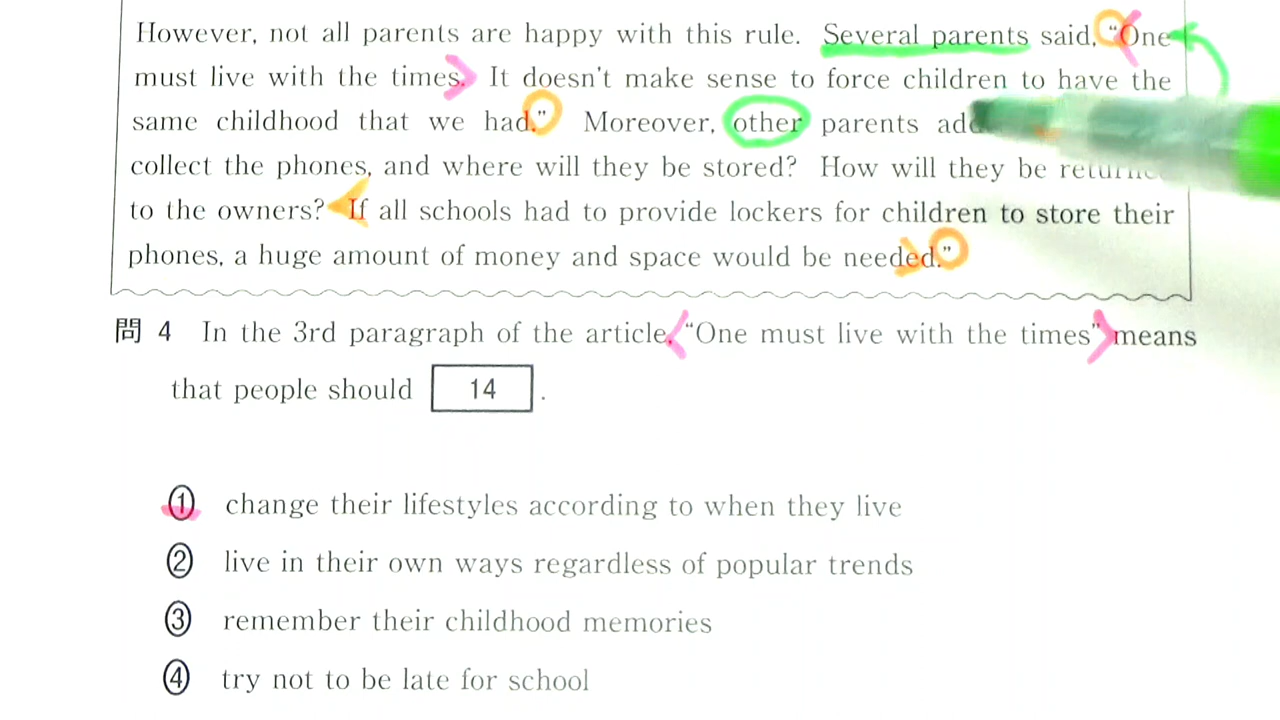 However, not all parents are happy with this rule. Several parents said, “One
must live with the times. It doesn't make sense to force children to have the
same childhood that we had.” Moreover, other parents
collect the phones, and where will they be stored? How will they be
to the owners? If all schools had to provide lockers for children to store their
phones, a huge amount of money and space would be needed.”
問 4 In the 3rd paragraph of the article, “One must live with the times” means
that people should 14 .
① change their lifestyles according to when they live
② live in their own ways regardless of popular trends
③ remember their childhood memories
④ try not to be late for school